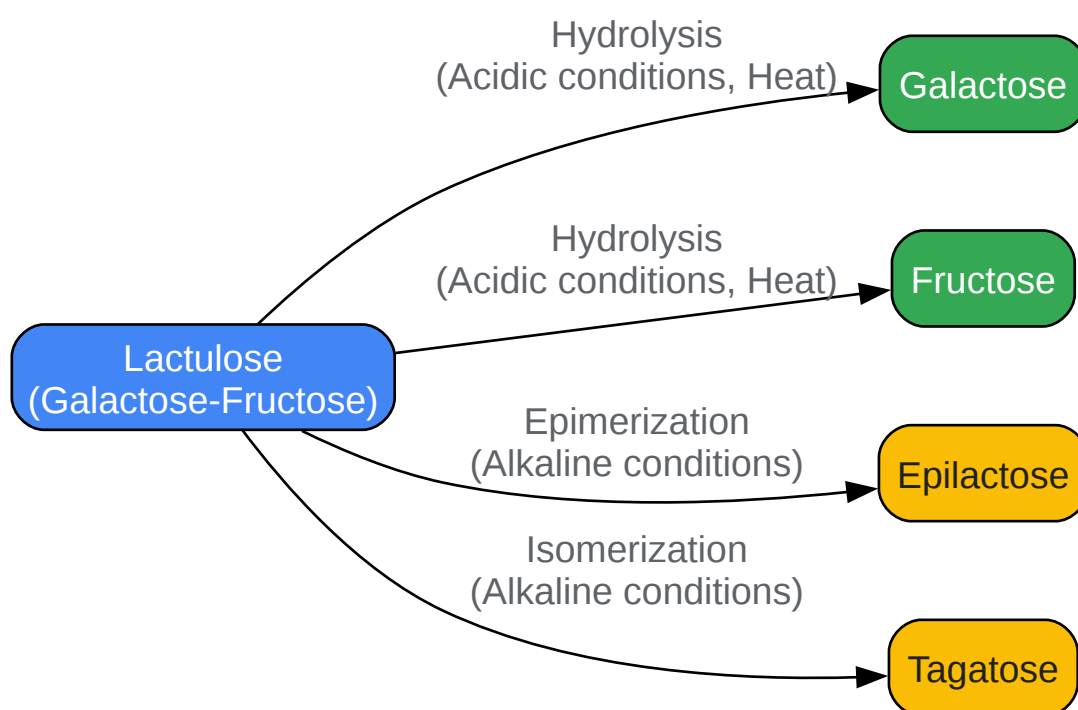 Hydrolysis
(Acidic conditions, Heat)
Galactose
Hydrolysis
(Acidic conditions, Heat)
Fructose
Lactulose
(Galactose-Fructose)
Epimerization
(Alkaline conditions)
Epilactose
Isomerization
(Alkaline conditions)
Tagatose